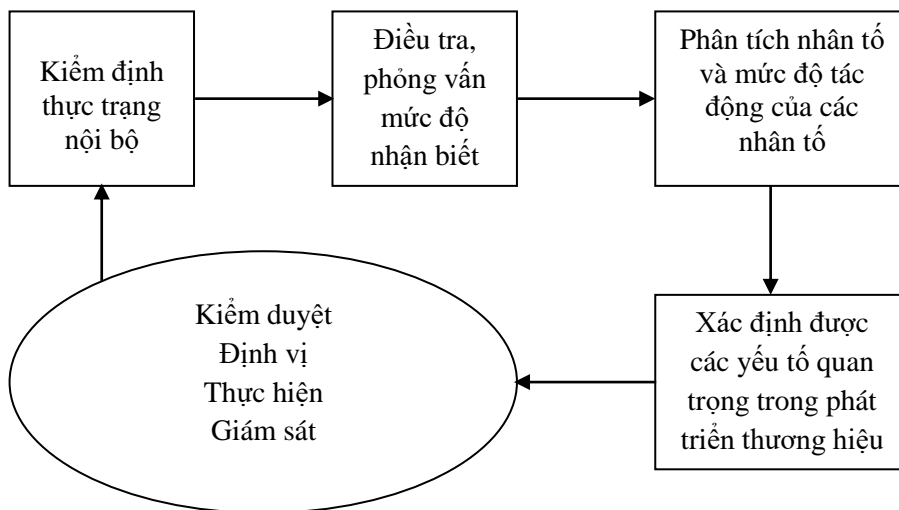 Kiểm định
thực trạng
nội bộ
Điều tra,
phỏng vấn
mức độ
nhận biết
Phân tích nhân tố
và mức độ tác
động của các
nhân tố
Xác định được
các yếu tố quan
trọng trong phát
triển thương hiệu
Kiểm duyệt
Định vị
Thực hiện
Giám sát